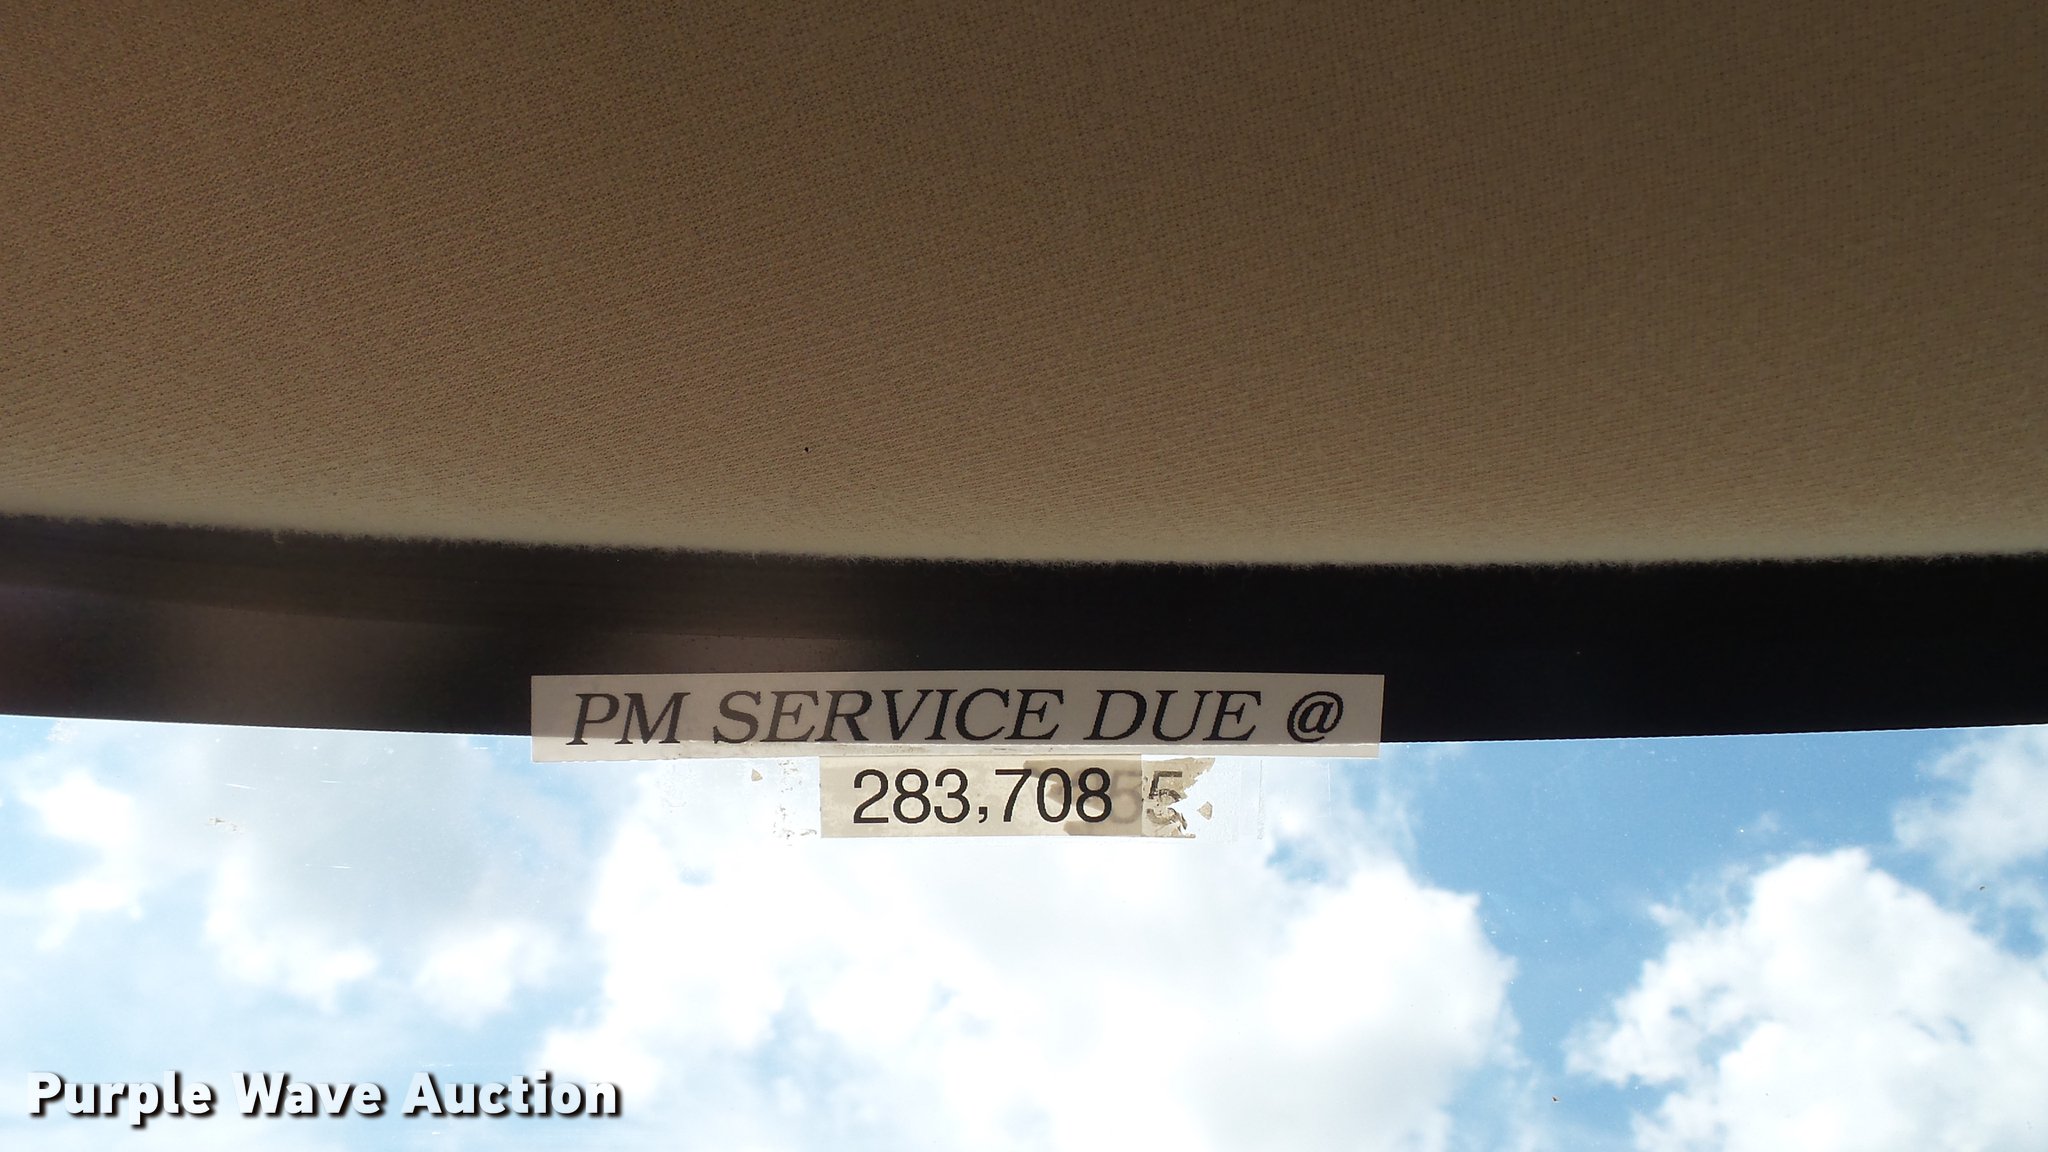 PM SERVICE DUE @
283,708
Purple Wave Auction